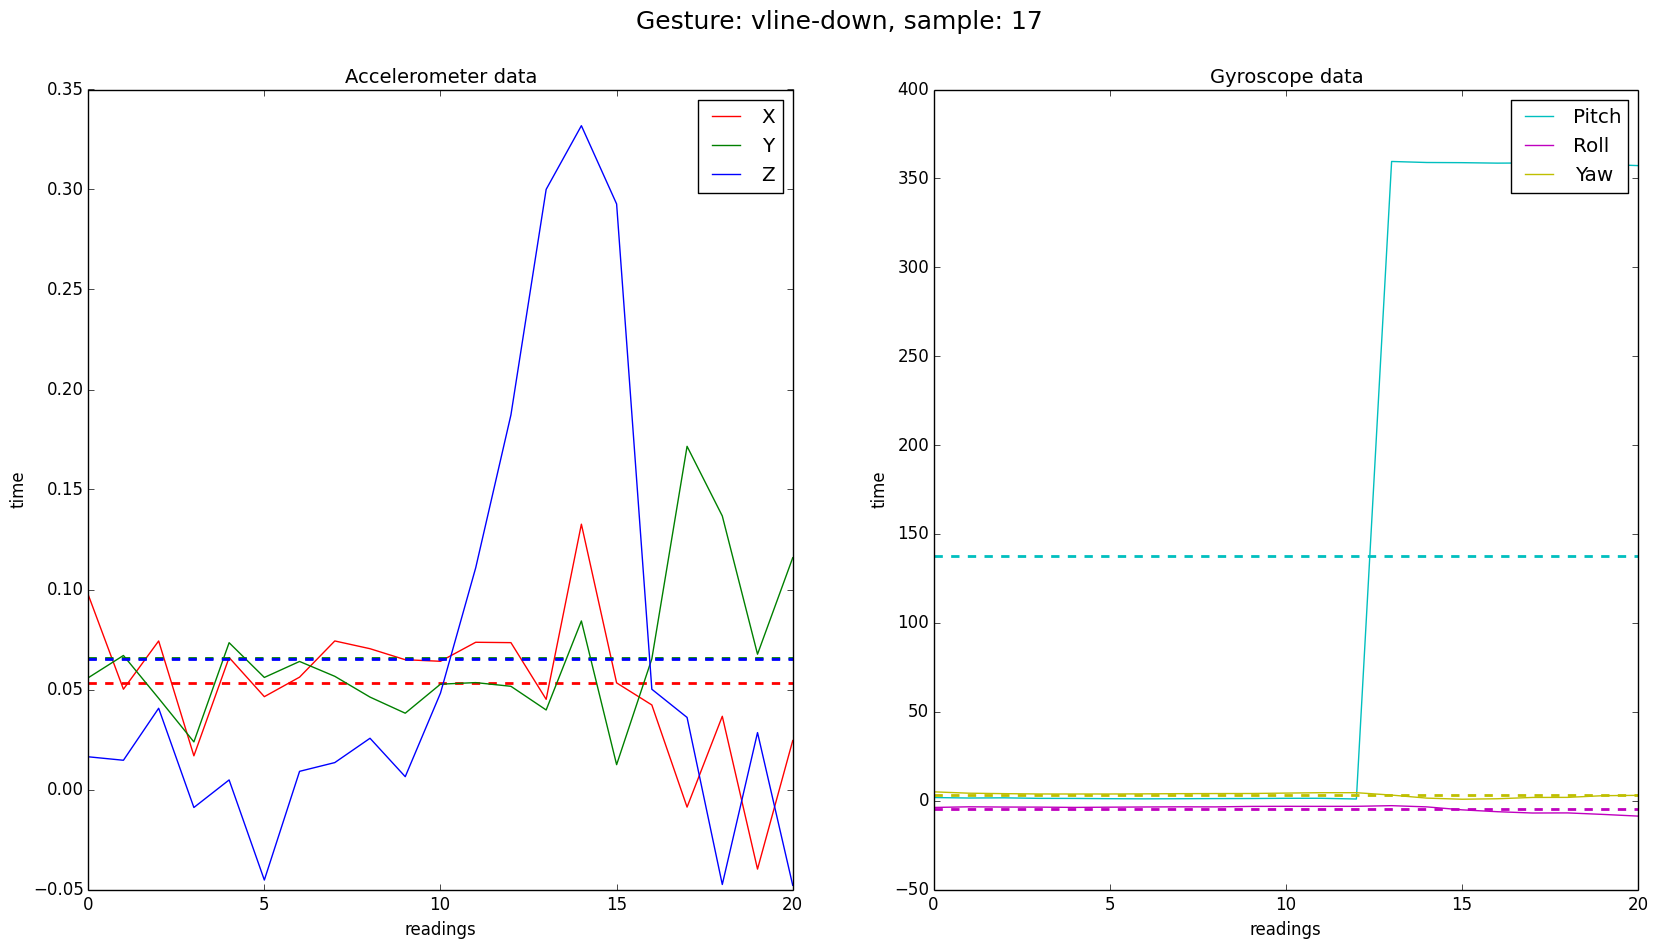 Gesture: vline-down, sample: 17
Accelerometer data
0.35
0.30
0.25
0.20
0.15
0.10
0.05
0.00
−0.05
0 5 10 15 20
time
readings
X
Y
Z
Gyroscope data
400
350
300
250
200
150
100
50
0
−50
0 5 10 15 20
time
readings
Pitch
Roll
Yaw